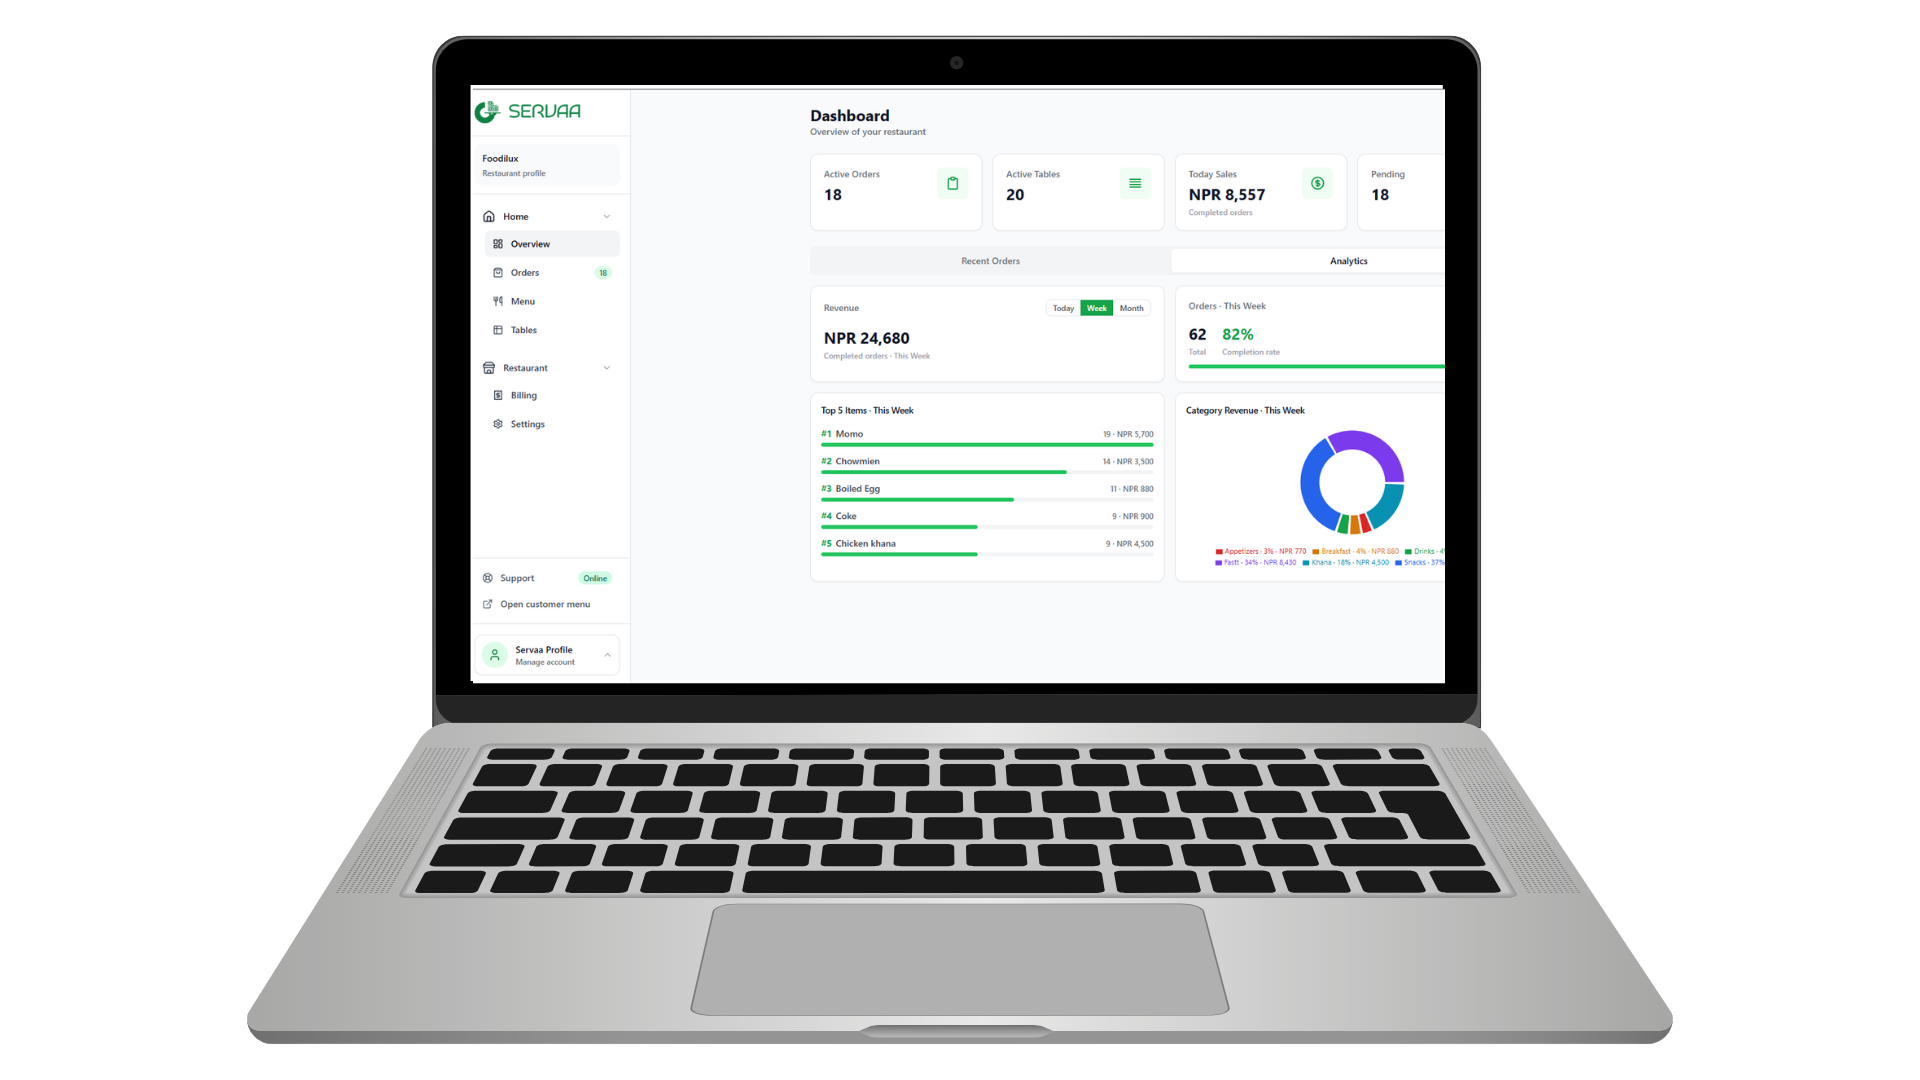 SERVAA
Foodilux
Restaurant profile
Home
Overview
Orders 18
Menu
Tables
Restaurant
Billing
Settings
Support Online
Open customer menu
Servaa Profile
Manage account
Dashboard
Overview of your restaurant
Active Orders
18
Active Tables
20
Today Sales
NPR 8,557
Completed orders
Pending
18
Recent Orders Analytics
Revenue Today Week Month
NPR 24,680
Completed orders · This Week
Orders · This Week
62 82%
Total Completion rate
Top 5 Items · This Week
#1 Momo 19 · NPR 5,700
#2 Chowmien 14 · NPR 3,500
#3 Boiled Egg 11 · NPR 880
#4 Coke 9 · NPR 900
#5 Chicken khana 9 · NPR 4,500
Category Revenue · This Week
Appetizers · 3% · NPR 770 Breakfast · 4% · NPR 880 Drinks · 4%
Fastt · 34% · NPR 8,430 Khana · 18% · NPR 4,500 Snacks · 37%